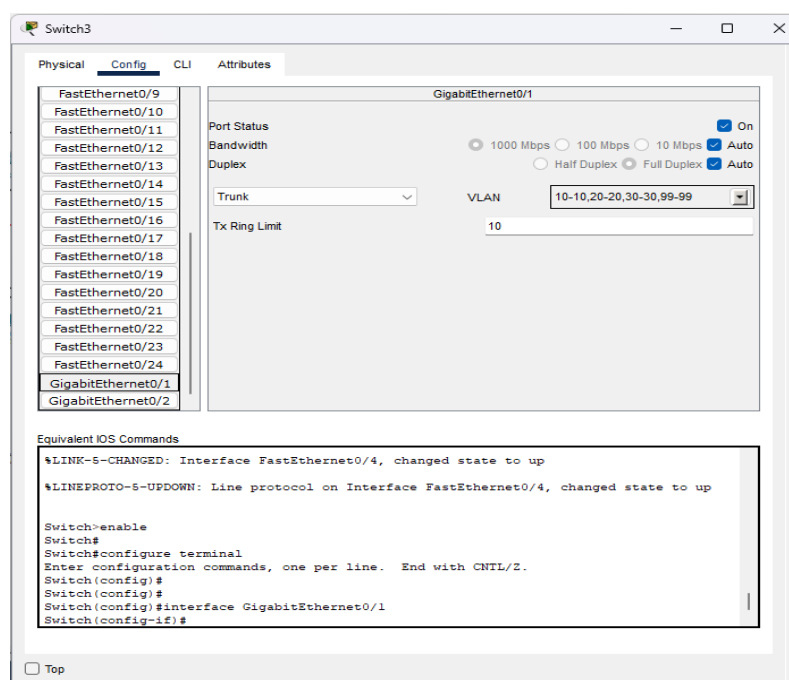 Switch3
Physical Config CLI Attributes
FastEthernet0/9
FastEthernet0/10
FastEthernet0/11
FastEthernet0/12
FastEthernet0/13
FastEthernet0/14
FastEthernet0/15
FastEthernet0/16
FastEthernet0/17
FastEthernet0/18
FastEthernet0/19
FastEthernet0/20
FastEthernet0/21
FastEthernet0/22
FastEthernet0/23
FastEthernet0/24
GigabitEthernet0/1
GigabitEthernet0/2
GigabitEthernet0/1
Port Status On
Bandwidth 1000 Mbps 100 Mbps 10 Mbps Auto
Duplex Half Duplex Full Duplex Auto
Trunk VLAN 10-10,20-20,30-30,99-99
Tx Ring Limit 10
Equivalent IOS Commands
%LINK-5-CHANGED: Interface FastEthernet0/4, changed state to up
%LINEPROTO-5-UPDOWN: Line protocol on Interface FastEthernet0/4, changed state to up
Switch>enable
Switch#
Switch#configure terminal
Enter configuration commands, one per line. End with CNTL/Z.
Switch(config)#
Switch(config)#
Switch(config)#interface GigabitEthernet0/1
Switch(config-if)#
Top